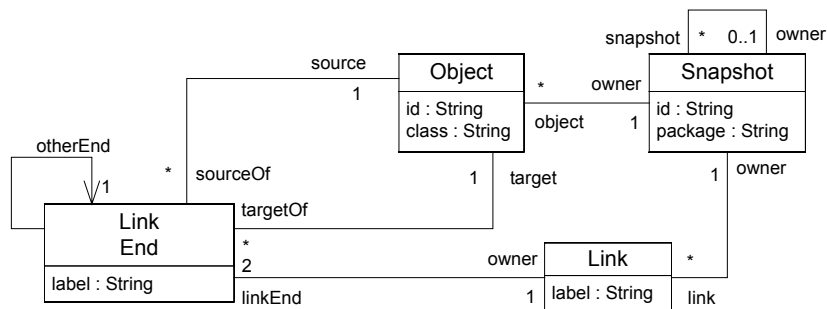 snapshot * 0..1 owner
source Object * owner Snapshot
1
id : String
class : String
object
1
id : String
package : String
otherEnd
1
* sourceOf
1 target
1 owner
Link
End
targetOf
*
2
label : String
linkEnd
owner
1
Link
label : String
*
link